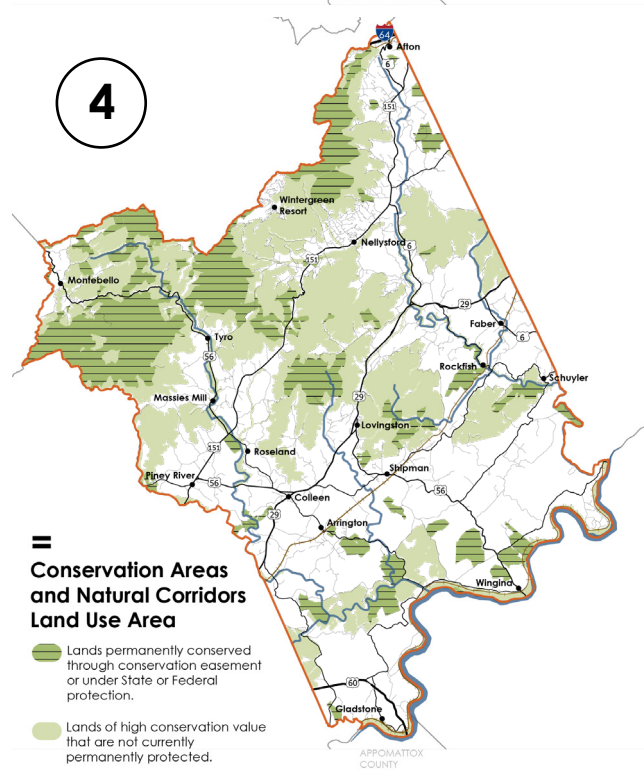 64
Afton
6
4
151
Wintergreen
Resort
Nellysford
6
151
Montebello
29
Faber
6
Tyro
56
Rockfish
Schuyler
Massies Mill
29
Lovingston
151
Roseland
Shipman
Piney River
56
56
Colleen
29
Arrington
=
Conservation Areas
and Natural Corridors
Land Use Area
Wingina
Lands permanently conserved
through conservation easement
or under State or Federal
protection.
60
Gladstone
Lands of high conservation value
that are not currently
permanently protected.
APPOMATTOX
COUNTY